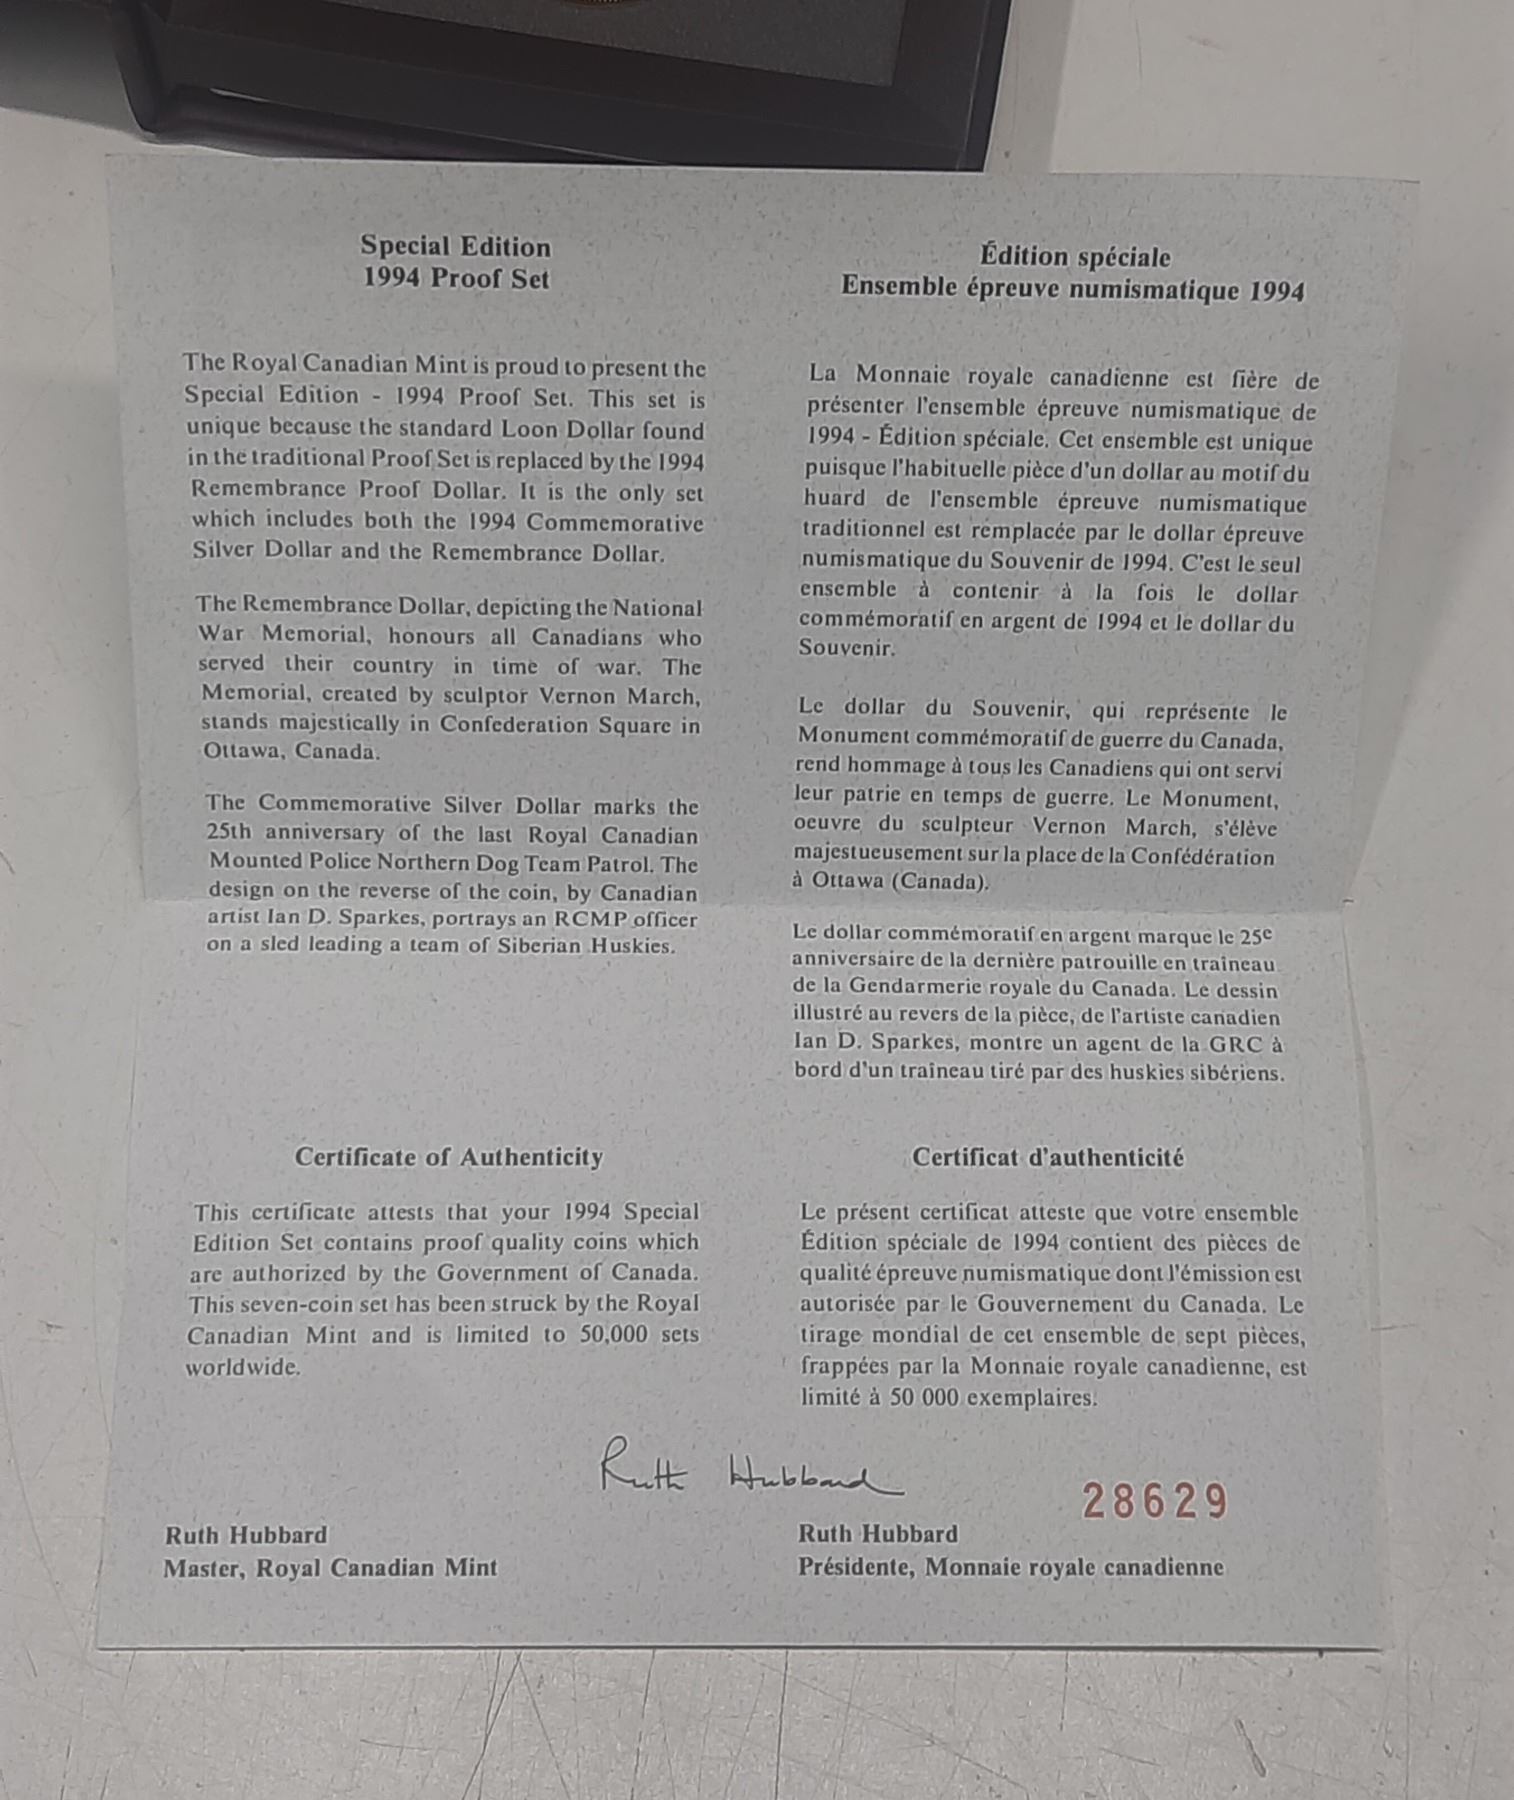 Special Edition
1994 Proof Set
The Royal Canadian Mint is proud to present the
Special Edition - 1994 Proof Set. This set is
unique because the standard Loon Dollar found
in the traditional Proof Set is replaced by the 1994
Remembrance Proof Dollar. It is the only set
which includes both the 1994 Commemorative
Silver Dollar and the Remembrance Dollar.
The Remembrance Dollar, depicting the National
War Memorial, honours all Canadians who
served their country in time of war. The
Memorial, created by sculptor Vernon March,
stands majestically in Confederation Square in
Ottawa, Canada.
The Commemorative Silver Dollar marks the
25th anniversary of the last Royal Canadian
Mounted Police Northern Dog Team Patrol. The
design on the reverse of the coin, by Canadian
artist Ian D. Sparkes, portrays an RCMP officer
on a sled leading a team of Siberian Huskies.
Édition spéciale
Ensemble épreuve numismatique 1994
La Monnaie royale canadienne est fière de
présenter l'ensemble épreuve numismatique de
1994 - Édition spéciale. Cet ensemble est unique
puisque l'habituelle pièce d'un dollar au motif du
huard de l'ensemble épreuve numismatique
traditionnel est remplacée par le dollar épreuve
numismatique du Souvenir de 1994. C'est le seul
ensemble à contenir à la fois le dollar
commémoratif en argent de 1994 et le dollar du
Souvenir.
Le dollar du Souvenir, qui représente le
Monument commémoratif de guerre du Canada,
rend hommage à tous les Canadiens qui ont servi
leur patrie en temps de guerre. Le Monument,
oeuvre du sculpteur Vernon March, s'élève
majestueusement sur la place de la Confédération
à Ottawa (Canada).
Le dollar commémoratif en argent marque le 25e
anniversaire de la dernière patrouille en traîneau
de la Gendarmerie royale du Canada. Le dessin
illustré au revers de la pièce, de l'artiste canadien
Ian D. Sparkes, montre un agent de la GRC à
bord d'un traîneau tiré par des huskies sibériens.
Certificate of Authenticity
This certificate attests that your 1994 Special
Edition Set contains proof quality coins which
are authorized by the Government of Canada.
This seven-coin set has been struck by the Royal
Canadian Mint and is limited to 50,000 sets
worldwide.
Certificat d'authenticité
Le présent certificat atteste que votre ensemble
Édition spéciale de 1994 contient des pièces de
qualité épreuve numismatique dont l'émission est
autorisée par le Gouvernement du Canada. Le
tirage mondial de cet ensemble de sept pièces,
frappées par la Monnaie royale canadienne, est
limité à 50 000 exemplaires.
Ruth Hubbard
28629
Ruth Hubbard
Master, Royal Canadian Mint
Ruth Hubbard
Présidente, Monnaie royale canadienne